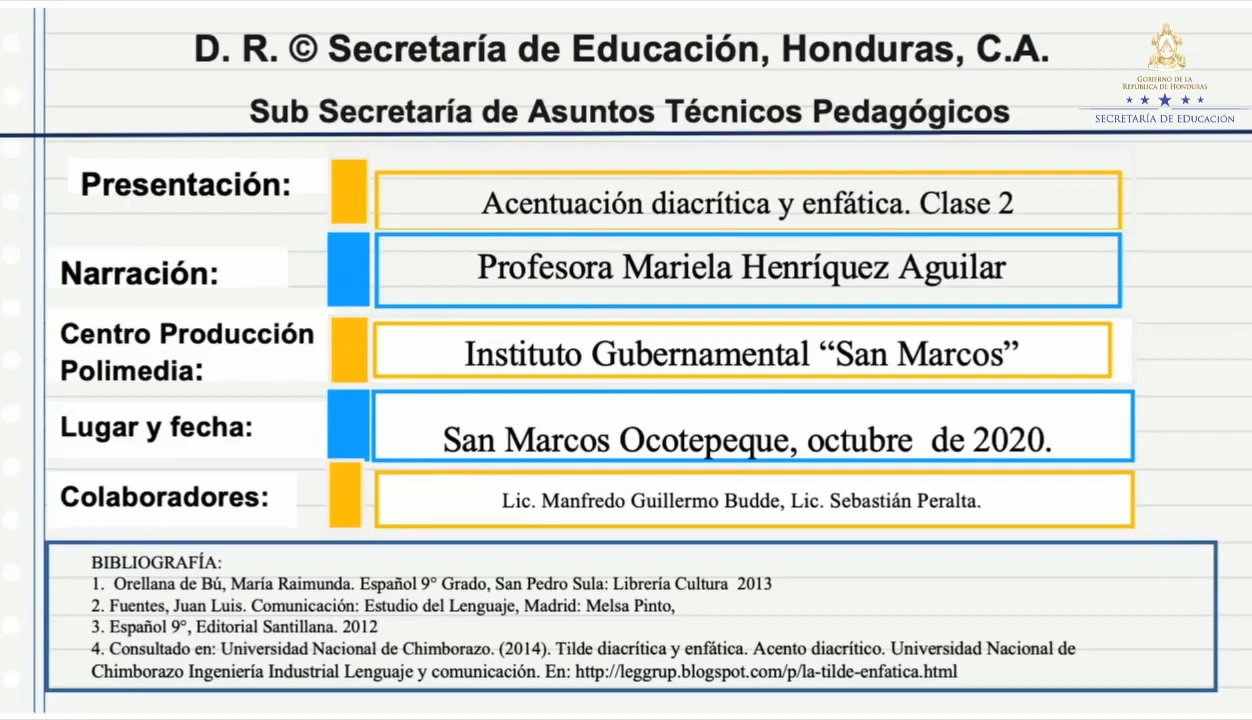 D. R. © Secretaría de Educación, Honduras, C.A.
Sub Secretaría de Asuntos Técnicos Pedagógicos
GOBIERNO DE LA
REPÚBLICA DE HONDURAS
SECRETARÍA DE EDUCACIÓN
Presentación:
Acentuación diacrítica y enfática. Clase 2
Narración:
Profesora Mariela Henríquez Aguilar
Centro Producción
Polimedia:
Instituto Gubernamental “San Marcos”
Lugar y fecha:
San Marcos Ocotepeque, octubre  de 2020.
Colaboradores:
Lic. Manfredo Guillermo Budde, Lic. Sebastián Peralta.
BIBLIOGRAFÍA:
1.  Orellana de Bú, María Raimunda. Español 9° Grado, San Pedro Sula: Librería Cultura  2013
2. Fuentes, Juan Luis. Comunicación: Estudio del Lenguaje, Madrid: Melsa Pinto,
3. Español 9°, Editorial Santillana. 2012
4. Consultado en: Universidad Nacional de Chimborazo. (2014). Tilde diacrítica y enfática. Acento diacrítico. Universidad Nacional de
Chimborazo Ingeniería Industrial Lenguaje y comunicación. En: http://leggrup.blogspot.com/p/la-tilde-enfatica.html